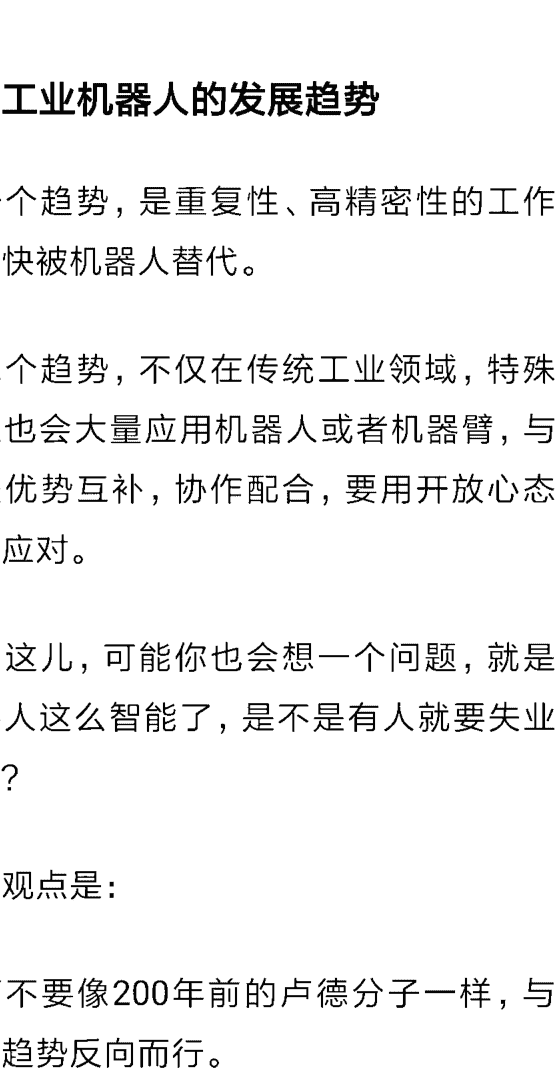 工业机器人的发展趋势
个趋势，是重复性、高精密性的工作
快被机器人替代。
个趋势，不仅在传统工业领域，特殊
也会大量应用机器人或者机器臂，与
优势互补，协作配合，要用开放心态
应对。
这儿，可能你也会想一个问题，就是
人这么智能了，是不是有人就要失业
？
观点是：
不要像200年前的卢德分子一样，与
趋势反向而行。